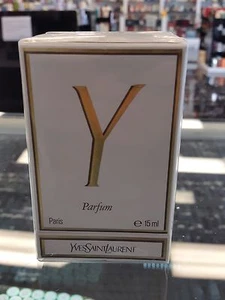 Y
Parfum
Paris ℮ 15 ml
YVESSAINTLAURENT